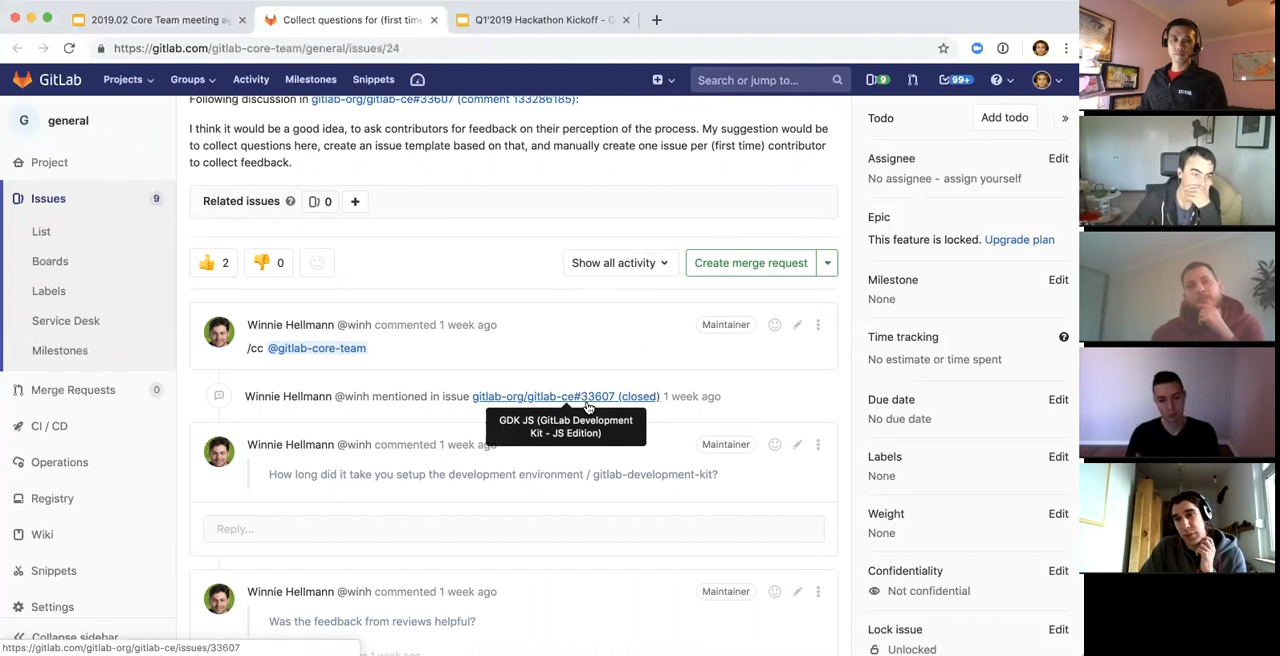 2019.02 Core Team meeting a
Collect questions for (first tim
Q1'2019 Hackathon Kickoff - G
https://gitlab.com/gitlab-core-team/general/issues/24
GitLab
Projects
Groups
Activity
Milestones
Snippets
Search or jump to...
9
99+
G
general
Project
Issues
9
List
Boards
Labels
Service Desk
Milestones
Merge Requests
0
CI / CD
Operations
Registry
Wiki
Snippets
Settings
Collapse sidebar
https://gitlab.com/gitlab-org/gitlab-ce/issues/33607
Following discussion in gitlab-org/gitlab-ce#33607 (comment 133286185):
I think it would be a good idea, to ask contributors for feedback on their perception of the process. My suggestion would be
to collect questions here, create an issue template based on that, and manually create one issue per (first time) contributor
to collect feedback.
Related issues
0
2
0
Show all activity
Create merge request
Winnie Hellmann @winh commented 1 week ago
Maintainer
/cc @gitlab-core-team
Winnie Hellmann @winh mentioned in issue gitlab-org/gitlab-ce#33607 (closed) 1 week ago
GDK JS (GitLab Development
Kit - JS Edition)
Winnie Hellmann @winh commented 1 week ago
Maintainer
How long did it take you setup the development environment / gitlab-development-kit?
Reply...
Winnie Hellmann @winh commented 1 week ago
Maintainer
Was the feedback from reviews helpful?
1 week ago
Todo
Add todo
Assignee
Edit
No assignee - assign yourself
Epic
This feature is locked. Upgrade plan
Milestone
Edit
None
Time tracking
No estimate or time spent
Due date
Edit
No due date
Labels
Edit
None
Weight
Edit
None
Confidentiality
Edit
Not confidential
Lock issue
Edit
Unlocked